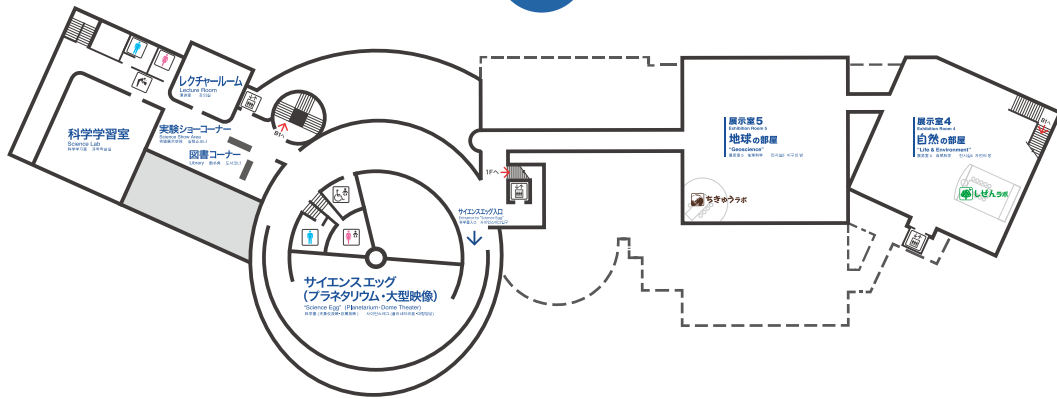 レクチャールーム
Lecture Room
科学学習室
Science Lab
実験ショーコーナー
Science Show Area
図書コーナー
Library
B1へ
1Fへ
サイエンスエッグ入口
Entrance to "Science Egg"
サイエンスエッグ
(プラネタリウム・大型映像)
"Science Egg" (Planetarium・Dome Theater)
展示室5
Exhibition Room 5
地球の部屋
"Geoscience"
ちきゅうラボ
展示室4
Exhibition Room 4
自然の部屋
"Life & Environment"
しぜんラボ
B1へ